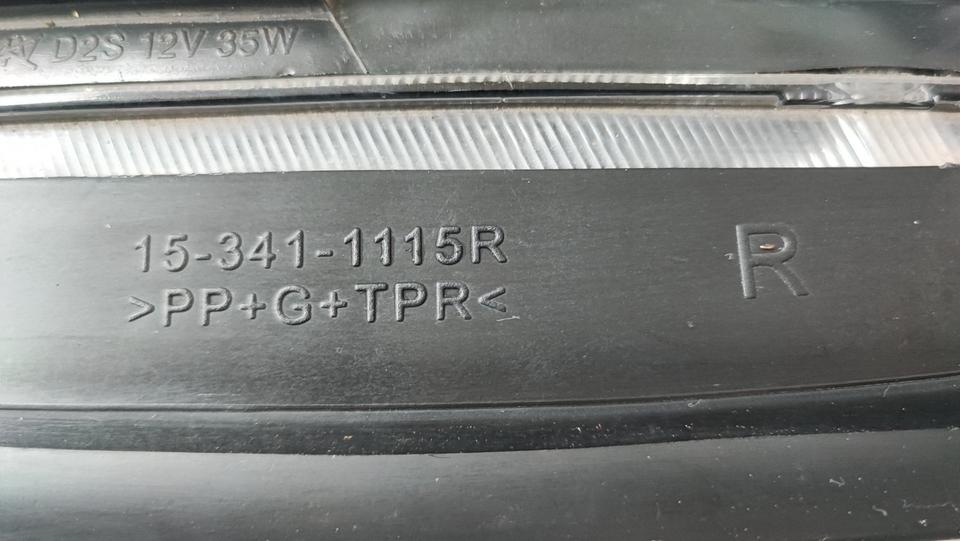 D2S 12V 35W
15-341-1115R
>PP+G+TPR<
R